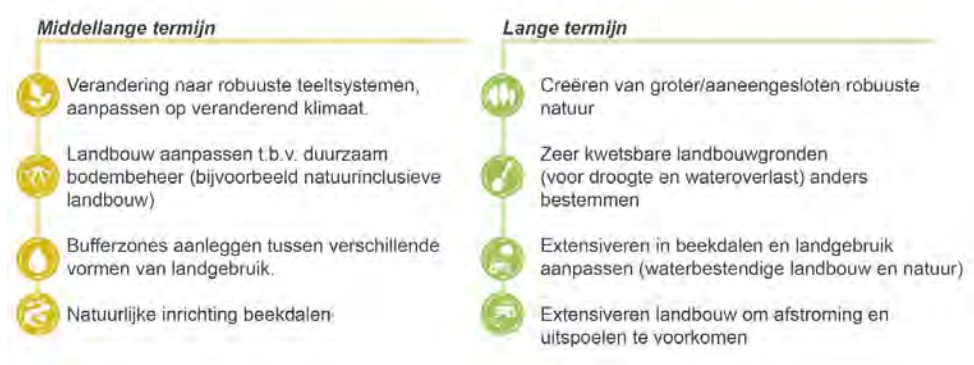 Middellange termijn
Verandering naar robuuste teeltsystemen,
aanpassen op veranderend klimaat.
Landbouw aanpassen t.b.v. duurzaam
bodembeheer (bijvoorbeeld natuurinclusieve
landbouw)
Bufferzones aanleggen tussen verschillende
vormen van landgebruik.
Natuurlijke inrichting beekdalen
Lange termijn
Creëren van groter/aaneengesloten robuuste
natuur
Zeer kwetsbare landbouwgronden
(voor droogte en wateroverlast) anders
bestemmen
Extensiveren in beekdalen en landgebruik
aanpassen (waterbestendige landbouw en natuur)
Extensiveren landbouw om afstroming en
uitspoelen te voorkomen